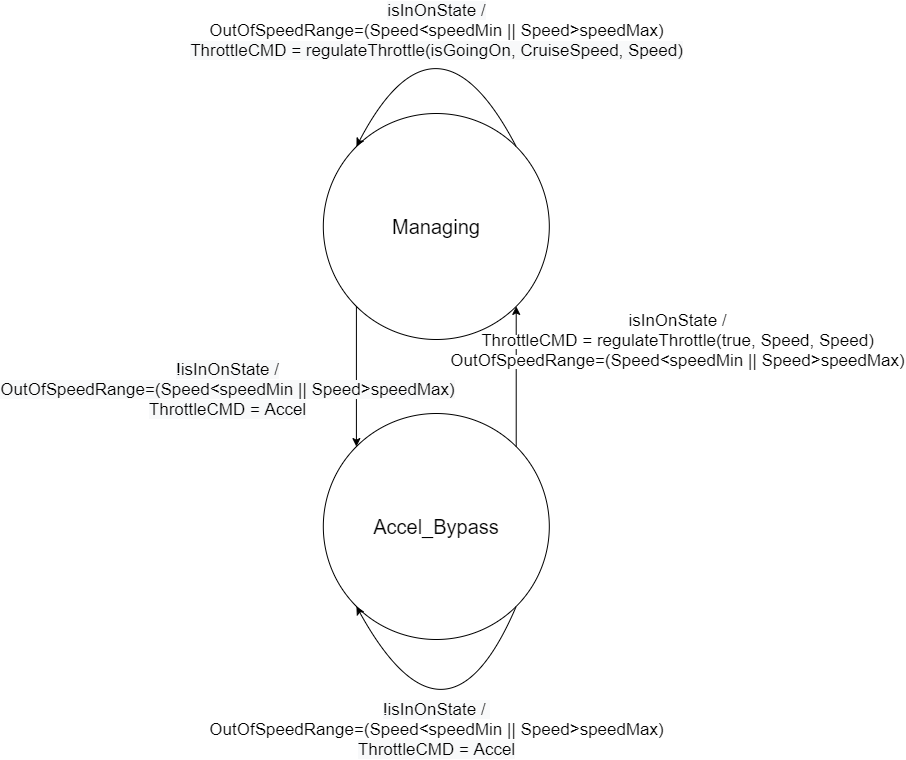 isInOnState /
OutOfSpeedRange=(Speed<speedMin || Speed>speedMax)
ThrottleCMD = regulateThrottle(isGoingOn, CruiseSpeed, Speed)
Managing
isInOnState /
ThrottleCMD = regulateThrottle(true, Speed, Speed)
OutOfSpeedRange=(Speed<speedMin || Speed>speedMax)
!isInOnState /
OutOfSpeedRange=(Speed<speedMin || Speed>speedMax)
ThrottleCMD = Accel
Accel_Bypass
!isInOnState /
OutOfSpeedRange=(Speed<speedMin || Speed>speedMax)
ThrottleCMD = Accel